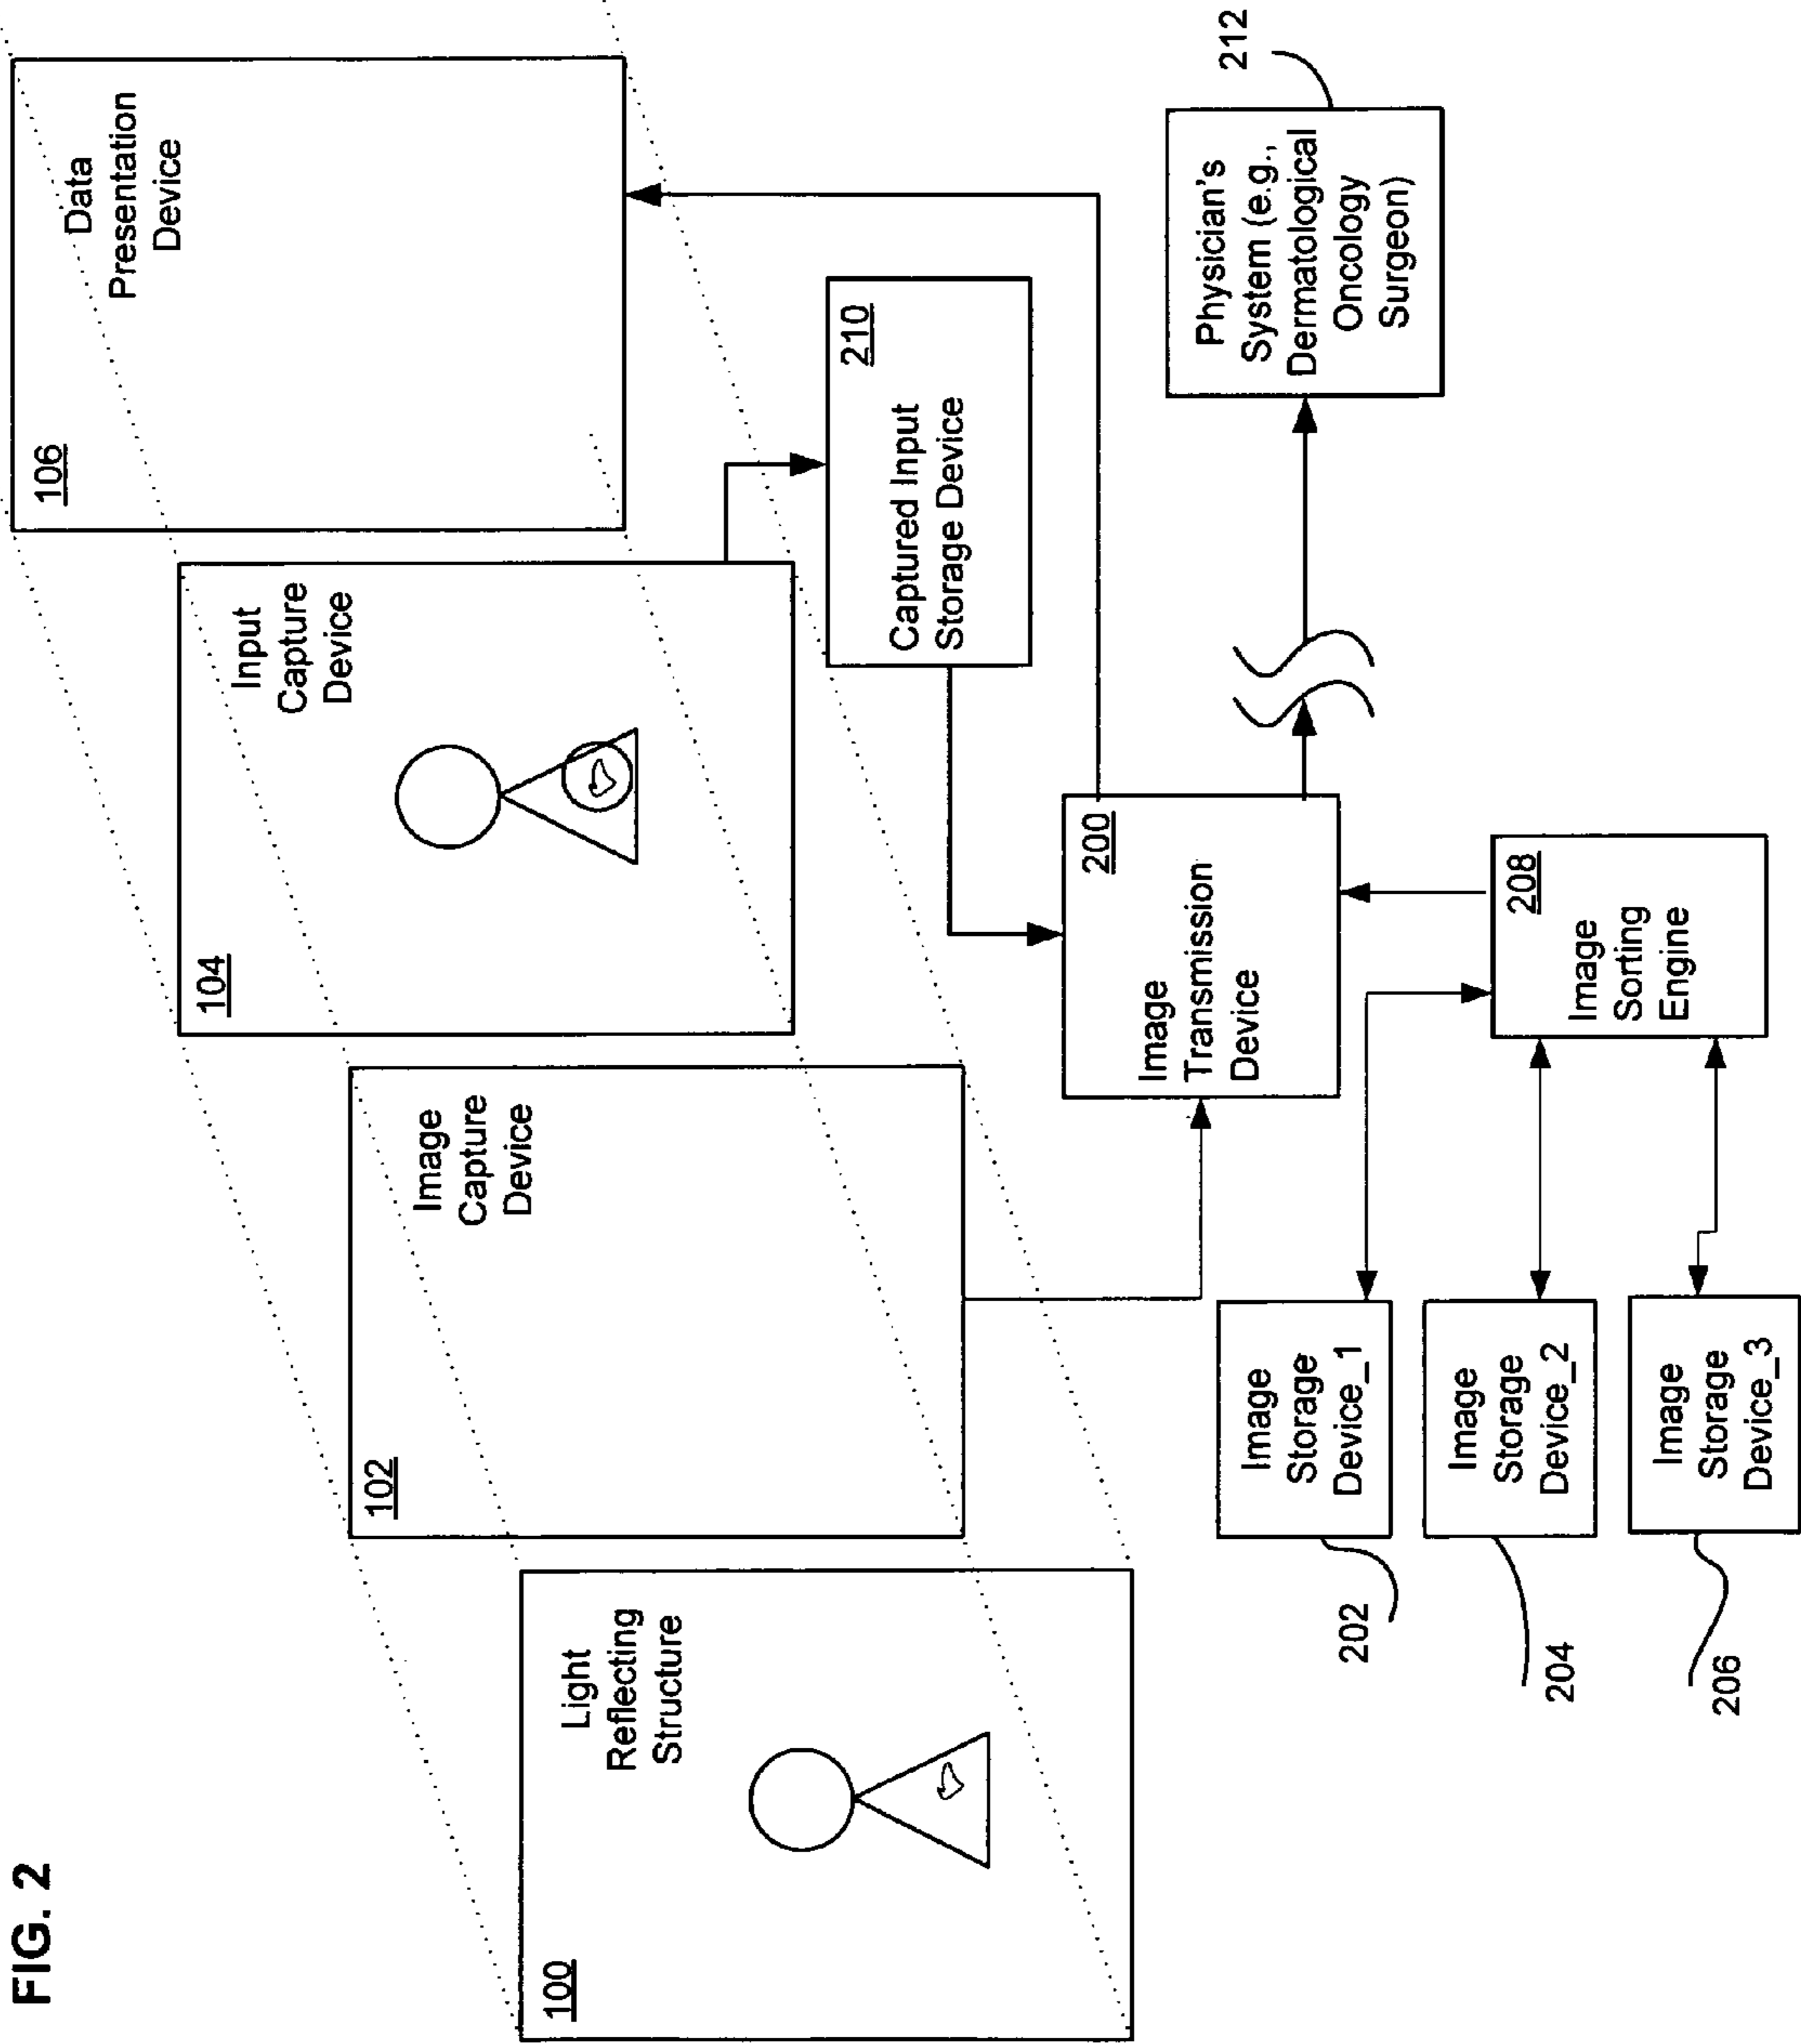 FIG. 2
100
Light
Reflecting
Structure
102
Image
Capture
Device
104
Input
Capture
Device
106
Data
Presentation
Device
210
Captured Input
Storage Device
200
Image
Transmission
Device
212
Physician's
System (e.g.,
Dermatological
Oncology
Surgeon)
208
Image
Sorting
Engine
Image
Storage
Device_1
202
Image
Storage
Device_2
204
Image
Storage
Device_3
206